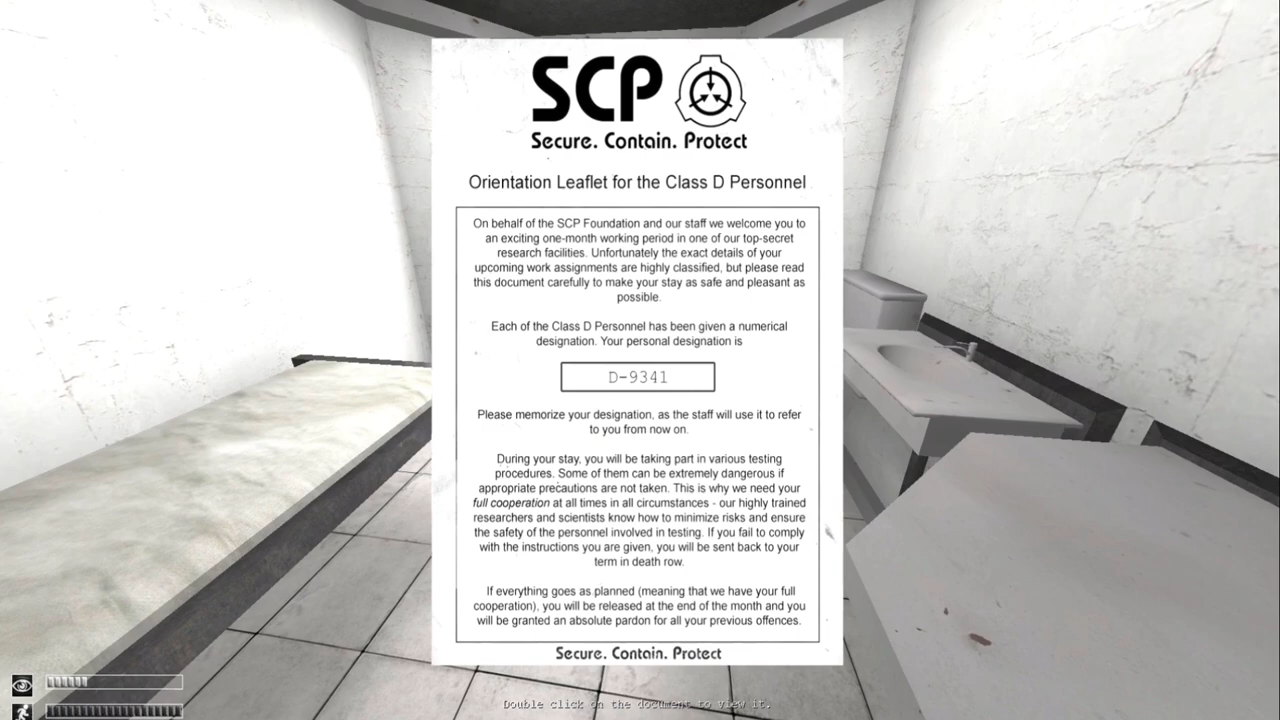 SCP
Secure. Contain. Protect
Orientation Leaflet for the Class D Personnel
On behalf of the SCP Foundation and our staff we welcome you to
an exciting one-month working period in one of our top-secret
research facilities. Unfortunately the exact details of your
upcoming work assignments are highly classified, but please read
this document carefully to make your stay as safe and pleasant as
possible.
Each of the Class D Personnel has been given a numerical
designation. Your personal designation is
D-9341
Please memorize your designation, as the staff will use it to refer
to you from now on.
During your stay, you will be taking part in various testing
procedures. Some of them can be extremely dangerous if
appropriate precautions are not taken. This is why we need your
full cooperation at all times in all circumstances - our highly trained
researchers and scientists know how to minimize risks and ensure
the safety of the personnel involved in testing. If you fail to comply
with the instructions you are given, you will be sent back to your
term in death row.
If everything goes as planned (meaning that we have your full
cooperation), you will be released at the end of the month and you
will be granted an absolute pardon for all your previous offences.
Secure. Contain. Protect
Double click on the document to view it.